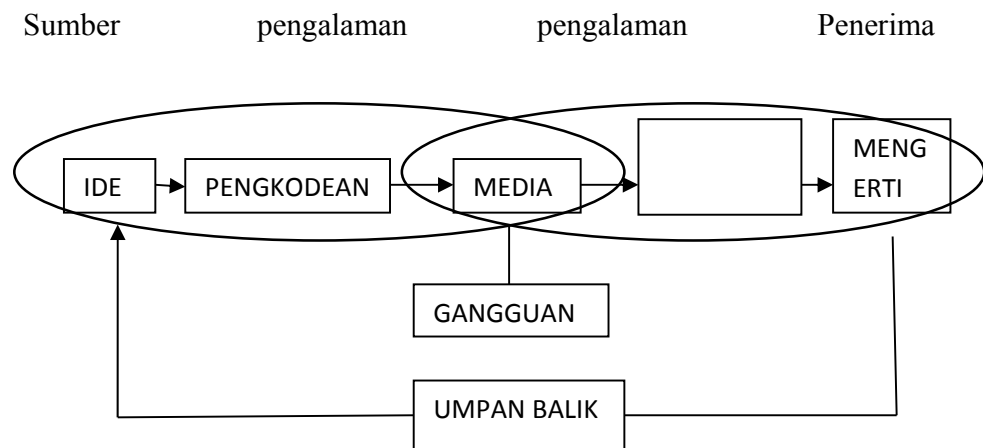 Sumber pengalaman pengalaman Penerima
IDE
PENGKODEAN
MEDIA
MENG
ERTI
GANGGUAN
UMPAN BALIK